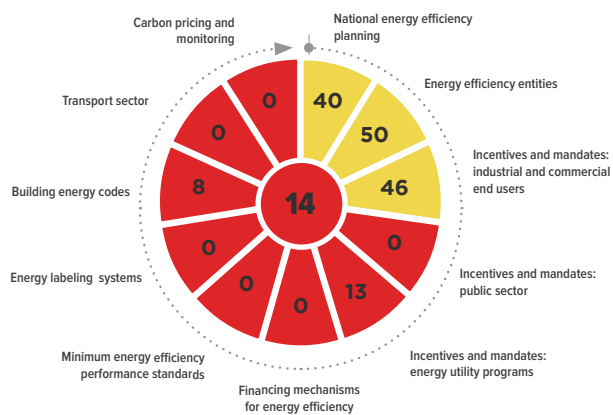 National energy efficiency
planning
Energy efficiency entities
Incentives and mandates:
industrial and commercial
end users
Incentives and mandates:
public sector
Incentives and mandates:
energy utility programs
Financing mechanisms
for energy efficiency
Minimum energy efficiency
performance standards
Energy labeling systems
Building energy codes
Transport sector
Carbon pricing and
monitoring
40
50
46
0
13
0
0
0
8
0
0
14